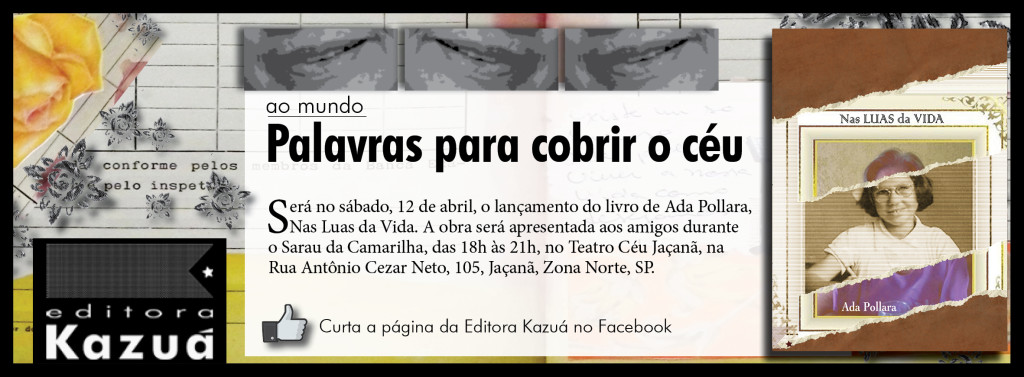 ao mundo
Palavras para cobrir o céu
conforme pelos membros da banca
pelo inspet
Será no sábado, 12 de abril, o lançamento do livro de Ada Pollara,
Nas Luas da Vida. A obra será apresentada aos amigos durante
o Sarau da Camarilha, das 18h às 21h, no Teatro Céu Jaçanã, na
Rua Antônio Cezar Neto, 105, Jaçanã, Zona Norte, SP.
Curta a página da Editora Kazuá no Facebook
editora
Kazuá
Nas LUAS da VIDA
Ada Pollara